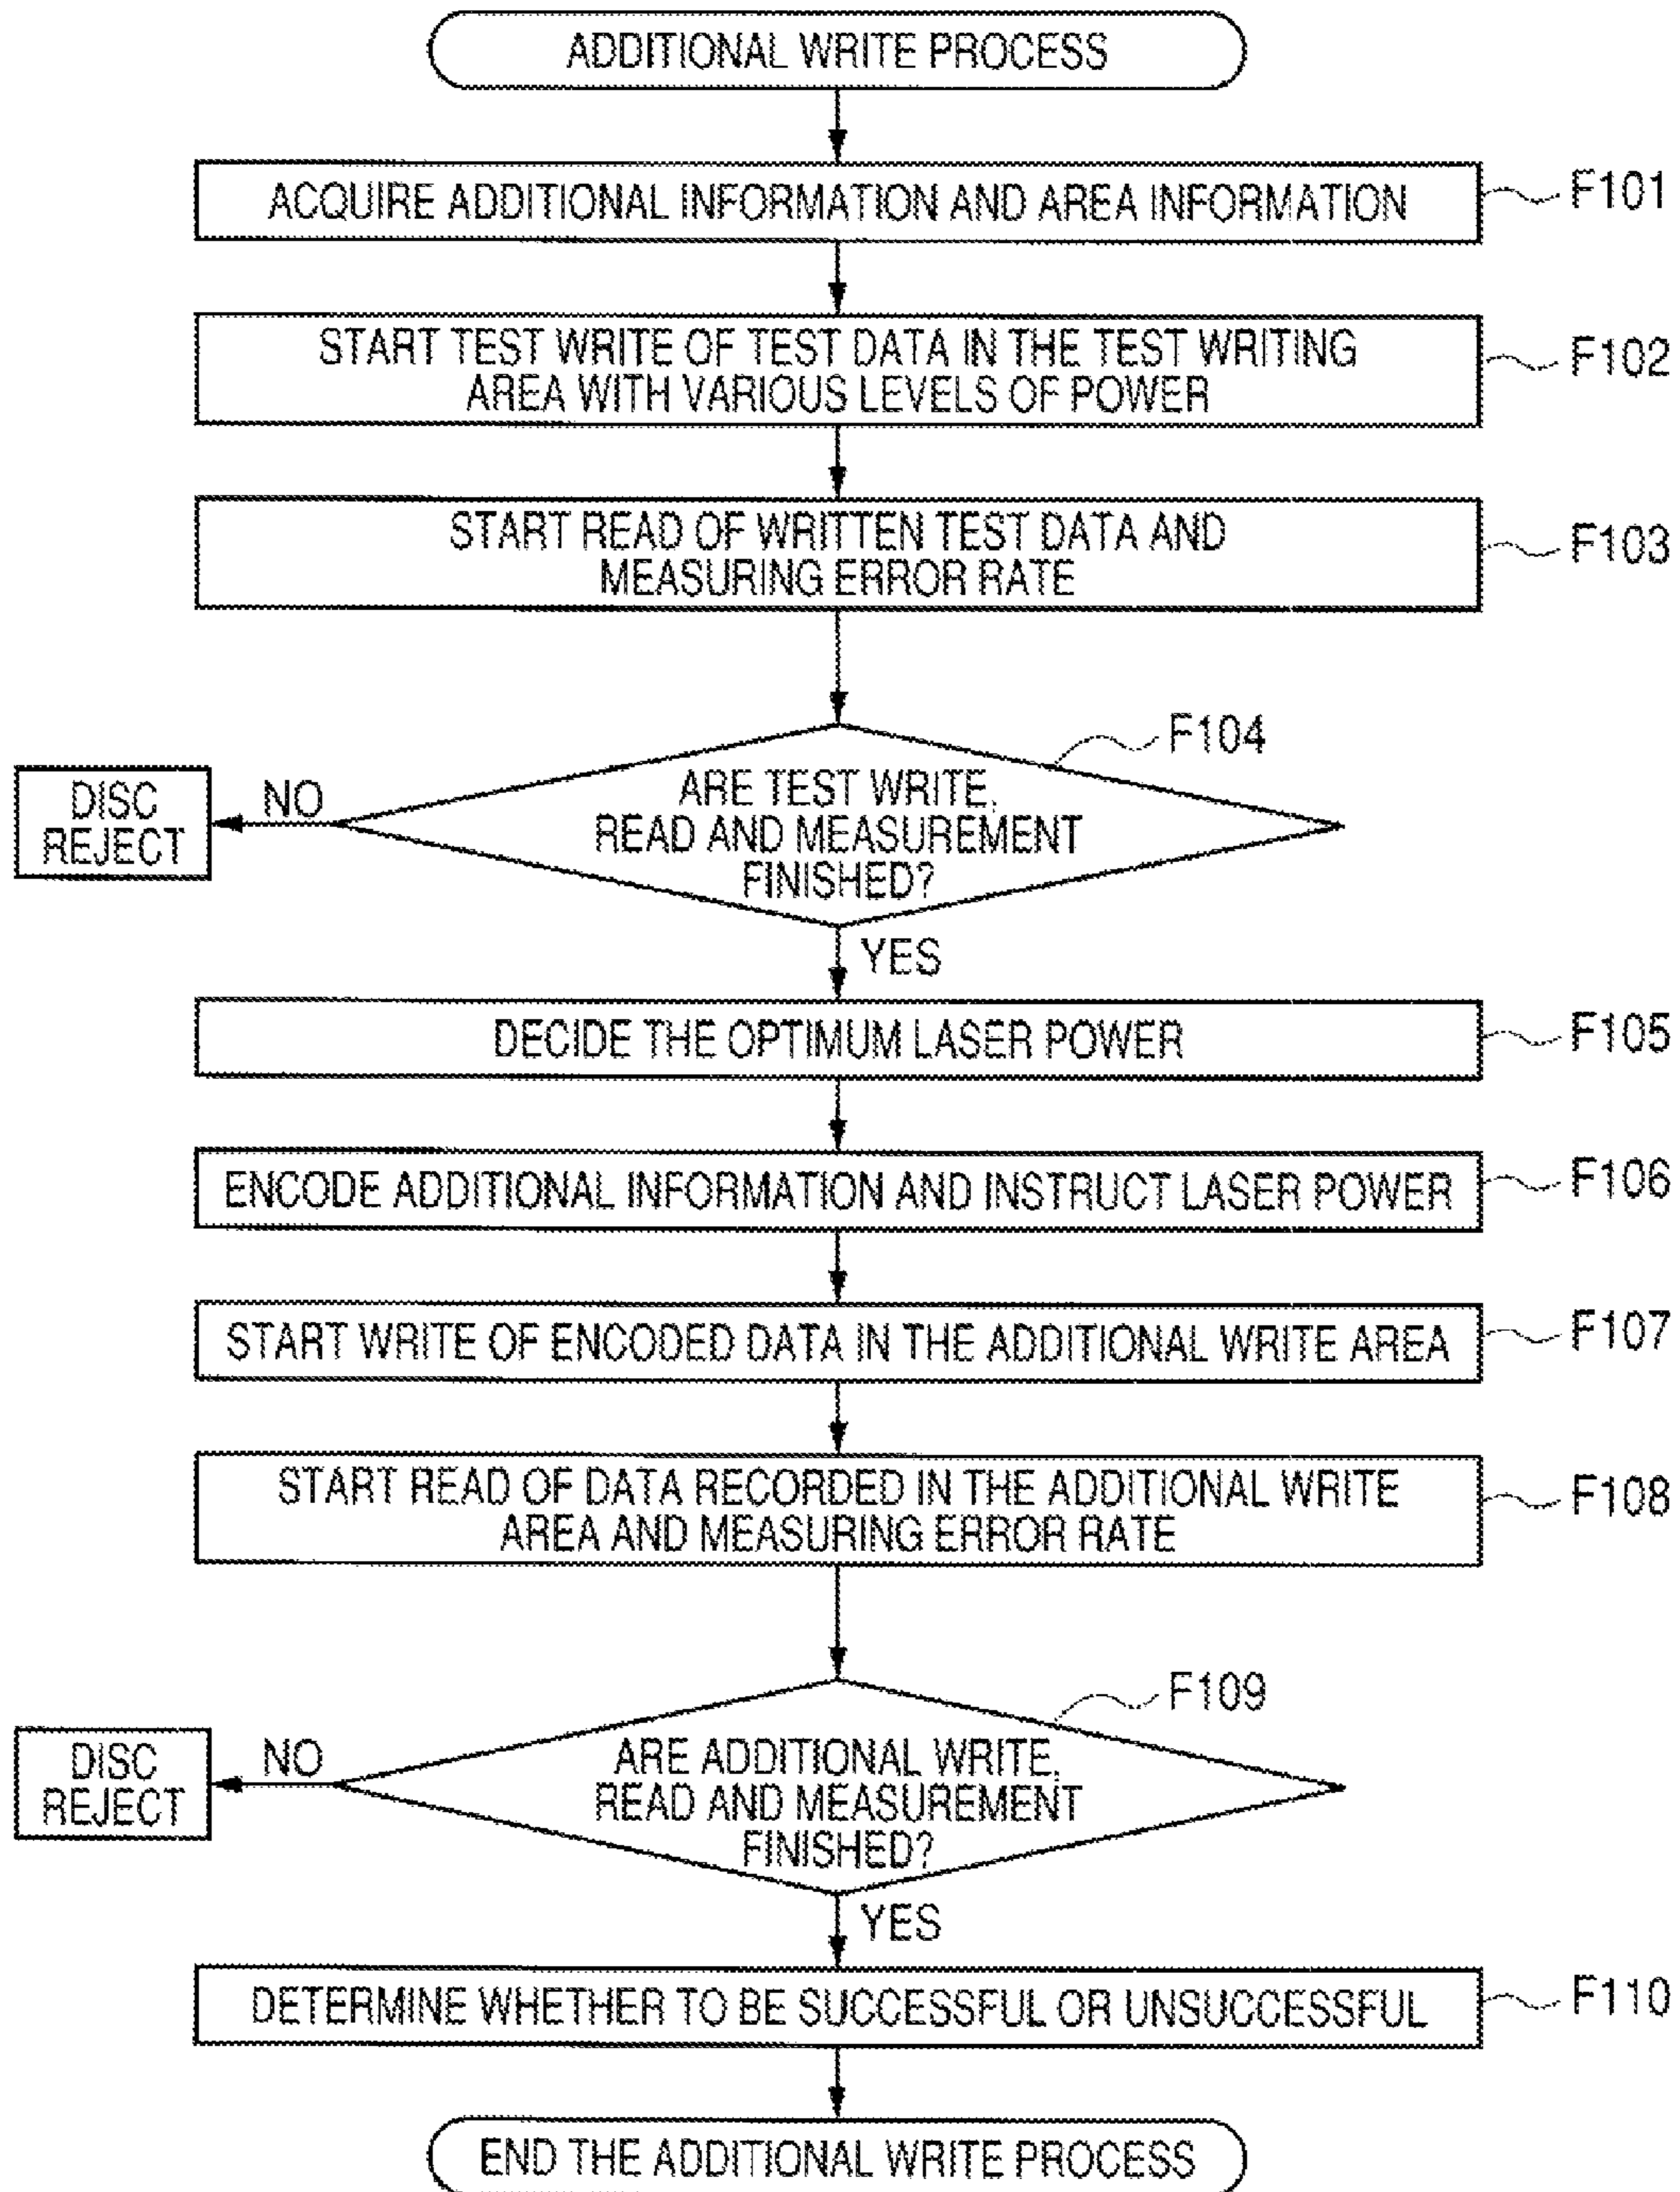 ADDITIONAL WRITE PROCESS
ACQUIRE ADDITIONAL INFORMATION AND AREA INFORMATION
F101
START TEST WRITE OF TEST DATA IN THE TEST WRITING
AREA WITH VARIOUS LEVELS OF POWER
F102
START READ OF WRITTEN TEST DATA AND
MEASURING ERROR RATE
F103
F104
ARE TEST WRITE,
READ AND MEASUREMENT
FINISHED?
NO
DISC
REJECT
YES
DECIDE THE OPTIMUM LASER POWER
F105
ENCODE ADDITIONAL INFORMATION AND INSTRUCT LASER POWER
F106
START WRITE OF ENCODED DATA IN THE ADDITIONAL WRITE AREA
F107
START READ OF DATA RECORDED IN THE ADDITIONAL WRITE
AREA AND MEASURING ERROR RATE
F108
F109
ARE ADDITIONAL WRITE,
READ AND MEASUREMENT
FINISHED?
NO
DISC
REJECT
YES
DETERMINE WHETHER TO BE SUCCESSFUL OR UNSUCCESSFUL
F110
END THE ADDITIONAL WRITE PROCESS